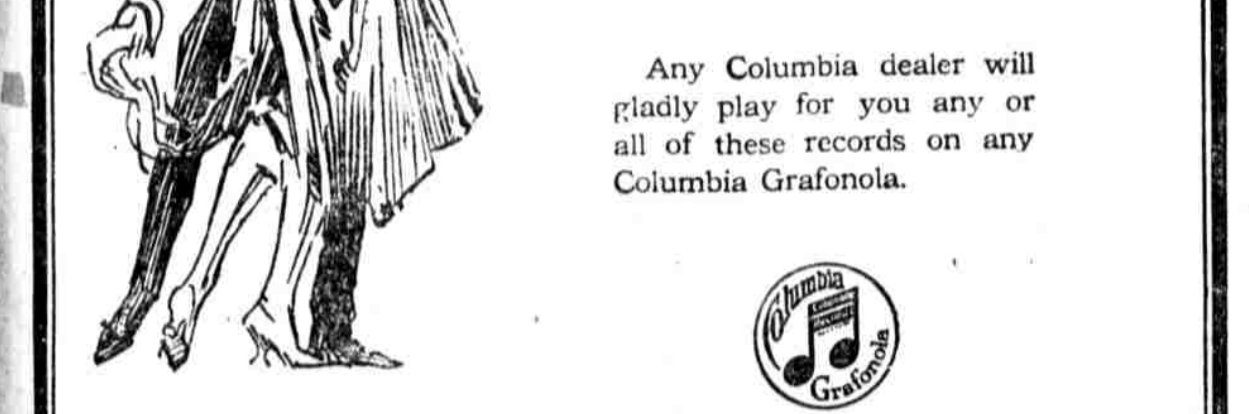 Any Columbia dealer will
gladly play for you any or
all of these records on any
Columbia Grafonola.
Columbia
Grafonola